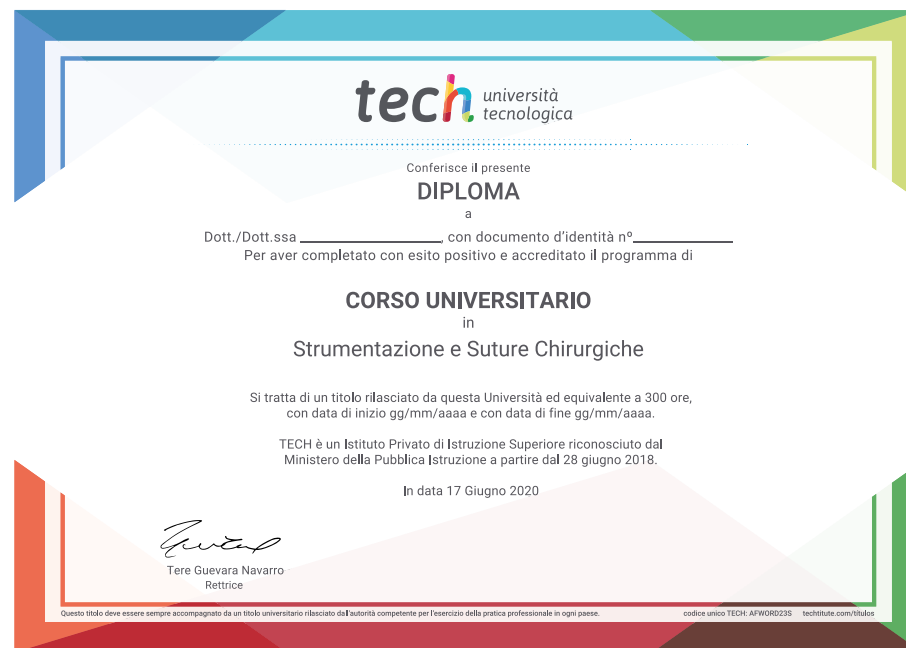 tech università
tecnologica
Conferisce il presente
DIPLOMA
a
Dott./Dott.ssa ____________________, con documento d'identità nº______________
Per aver completato con esito positivo e accreditato il programma di
CORSO UNIVERSITARIO
in
Strumentazione e Suture Chirurgiche
Si tratta di un titolo rilasciato da questa Università ed equivalente a 300 ore,
con data di inizio gg/mm/aaaa e con data di fine gg/mm/aaaa.
TECH è un Istituto Privato di Istruzione Superiore riconosciuto dal
Ministero della Pubblica Istruzione a partire dal 28 giugno 2018.
In data 17 Giugno 2020
Tere Guevara Navarro
Rettrice
Questo titolo deve essere sempre accompagnato da un titolo universitario rilasciato dall'autorità competente per l'esercizio della pratica professionale in ogni paese. codice unico TECH: AFWORD23S techtitute.com/titulos